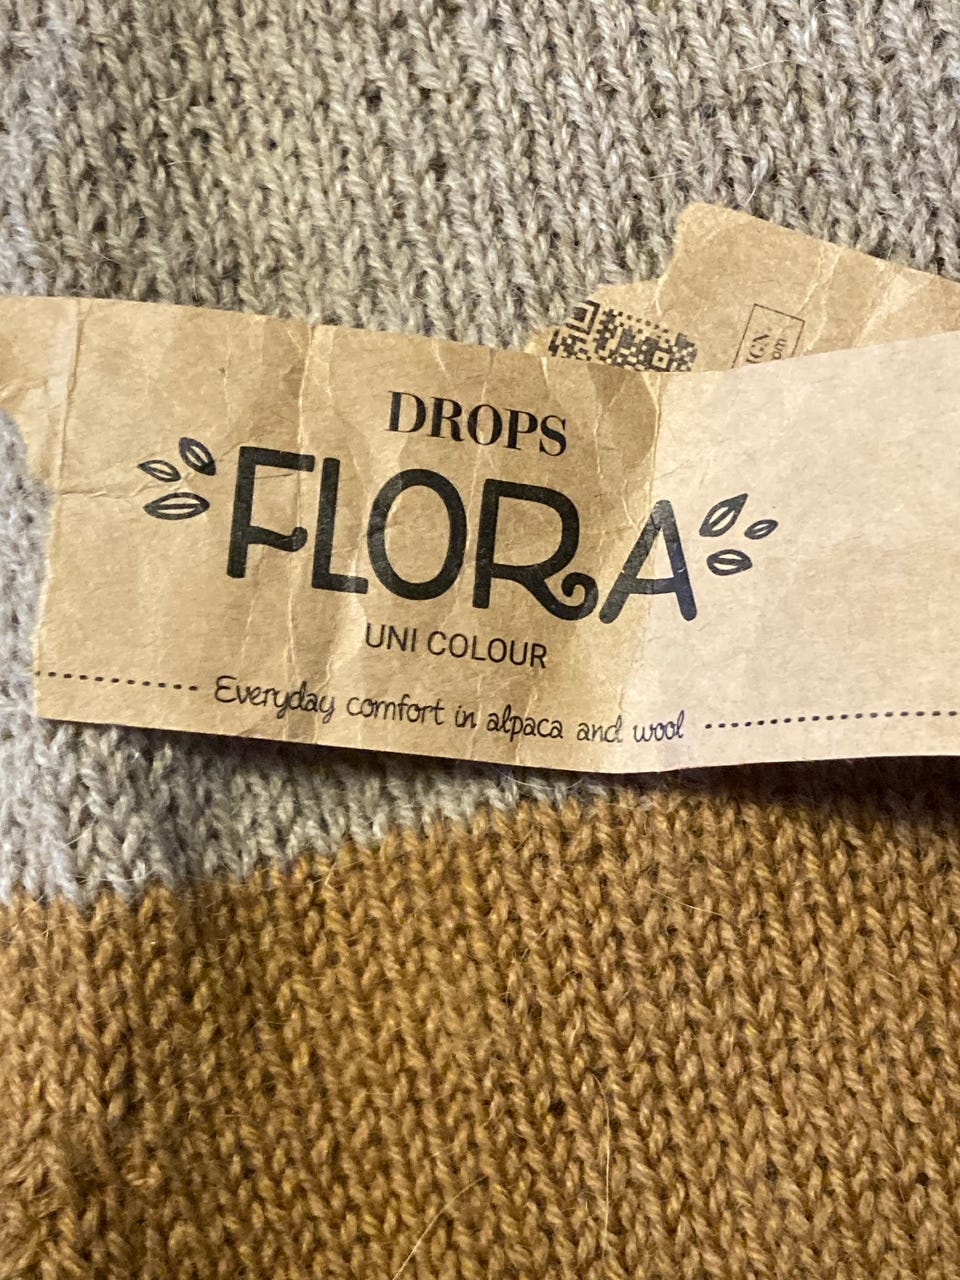 DROPS
FLORA
UNI COLOUR
Everyday comfort in alpaca and wool